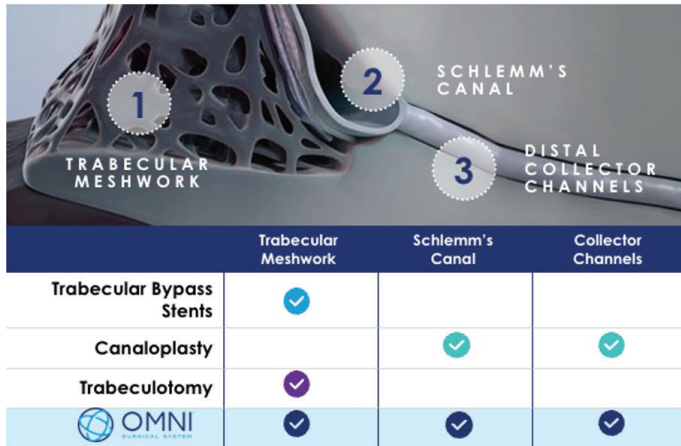 1
TRABECULAR
MESHWORK
2
SCHLEMM'S
CANAL
3
DISTAL
COLLECTOR
CHANNELS
Trabecular
Meshwork
Schlemm's
Canal
Collector
Channels
Trabecular Bypass
Stents
Canaloplasty
Trabeculotomy
OMNI
SURGICAL SYSTEM